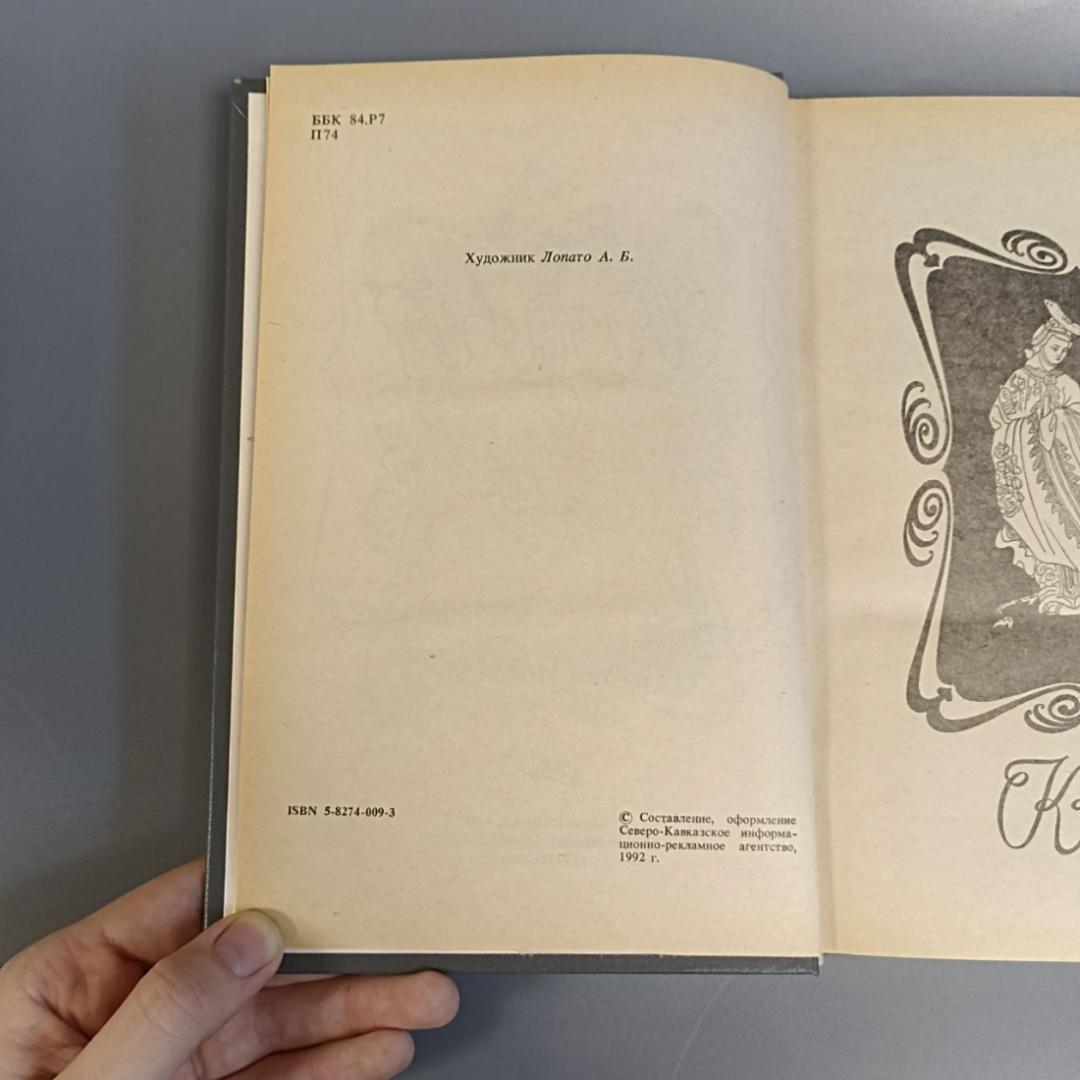 ББК 84.Р7
П74
Художник Лопато А. Б.
ISBN 5-8274-009-3
© Составление, оформление
Северо-Кавказское информа-
ционно-рекламное агентство,
1992 г.
К